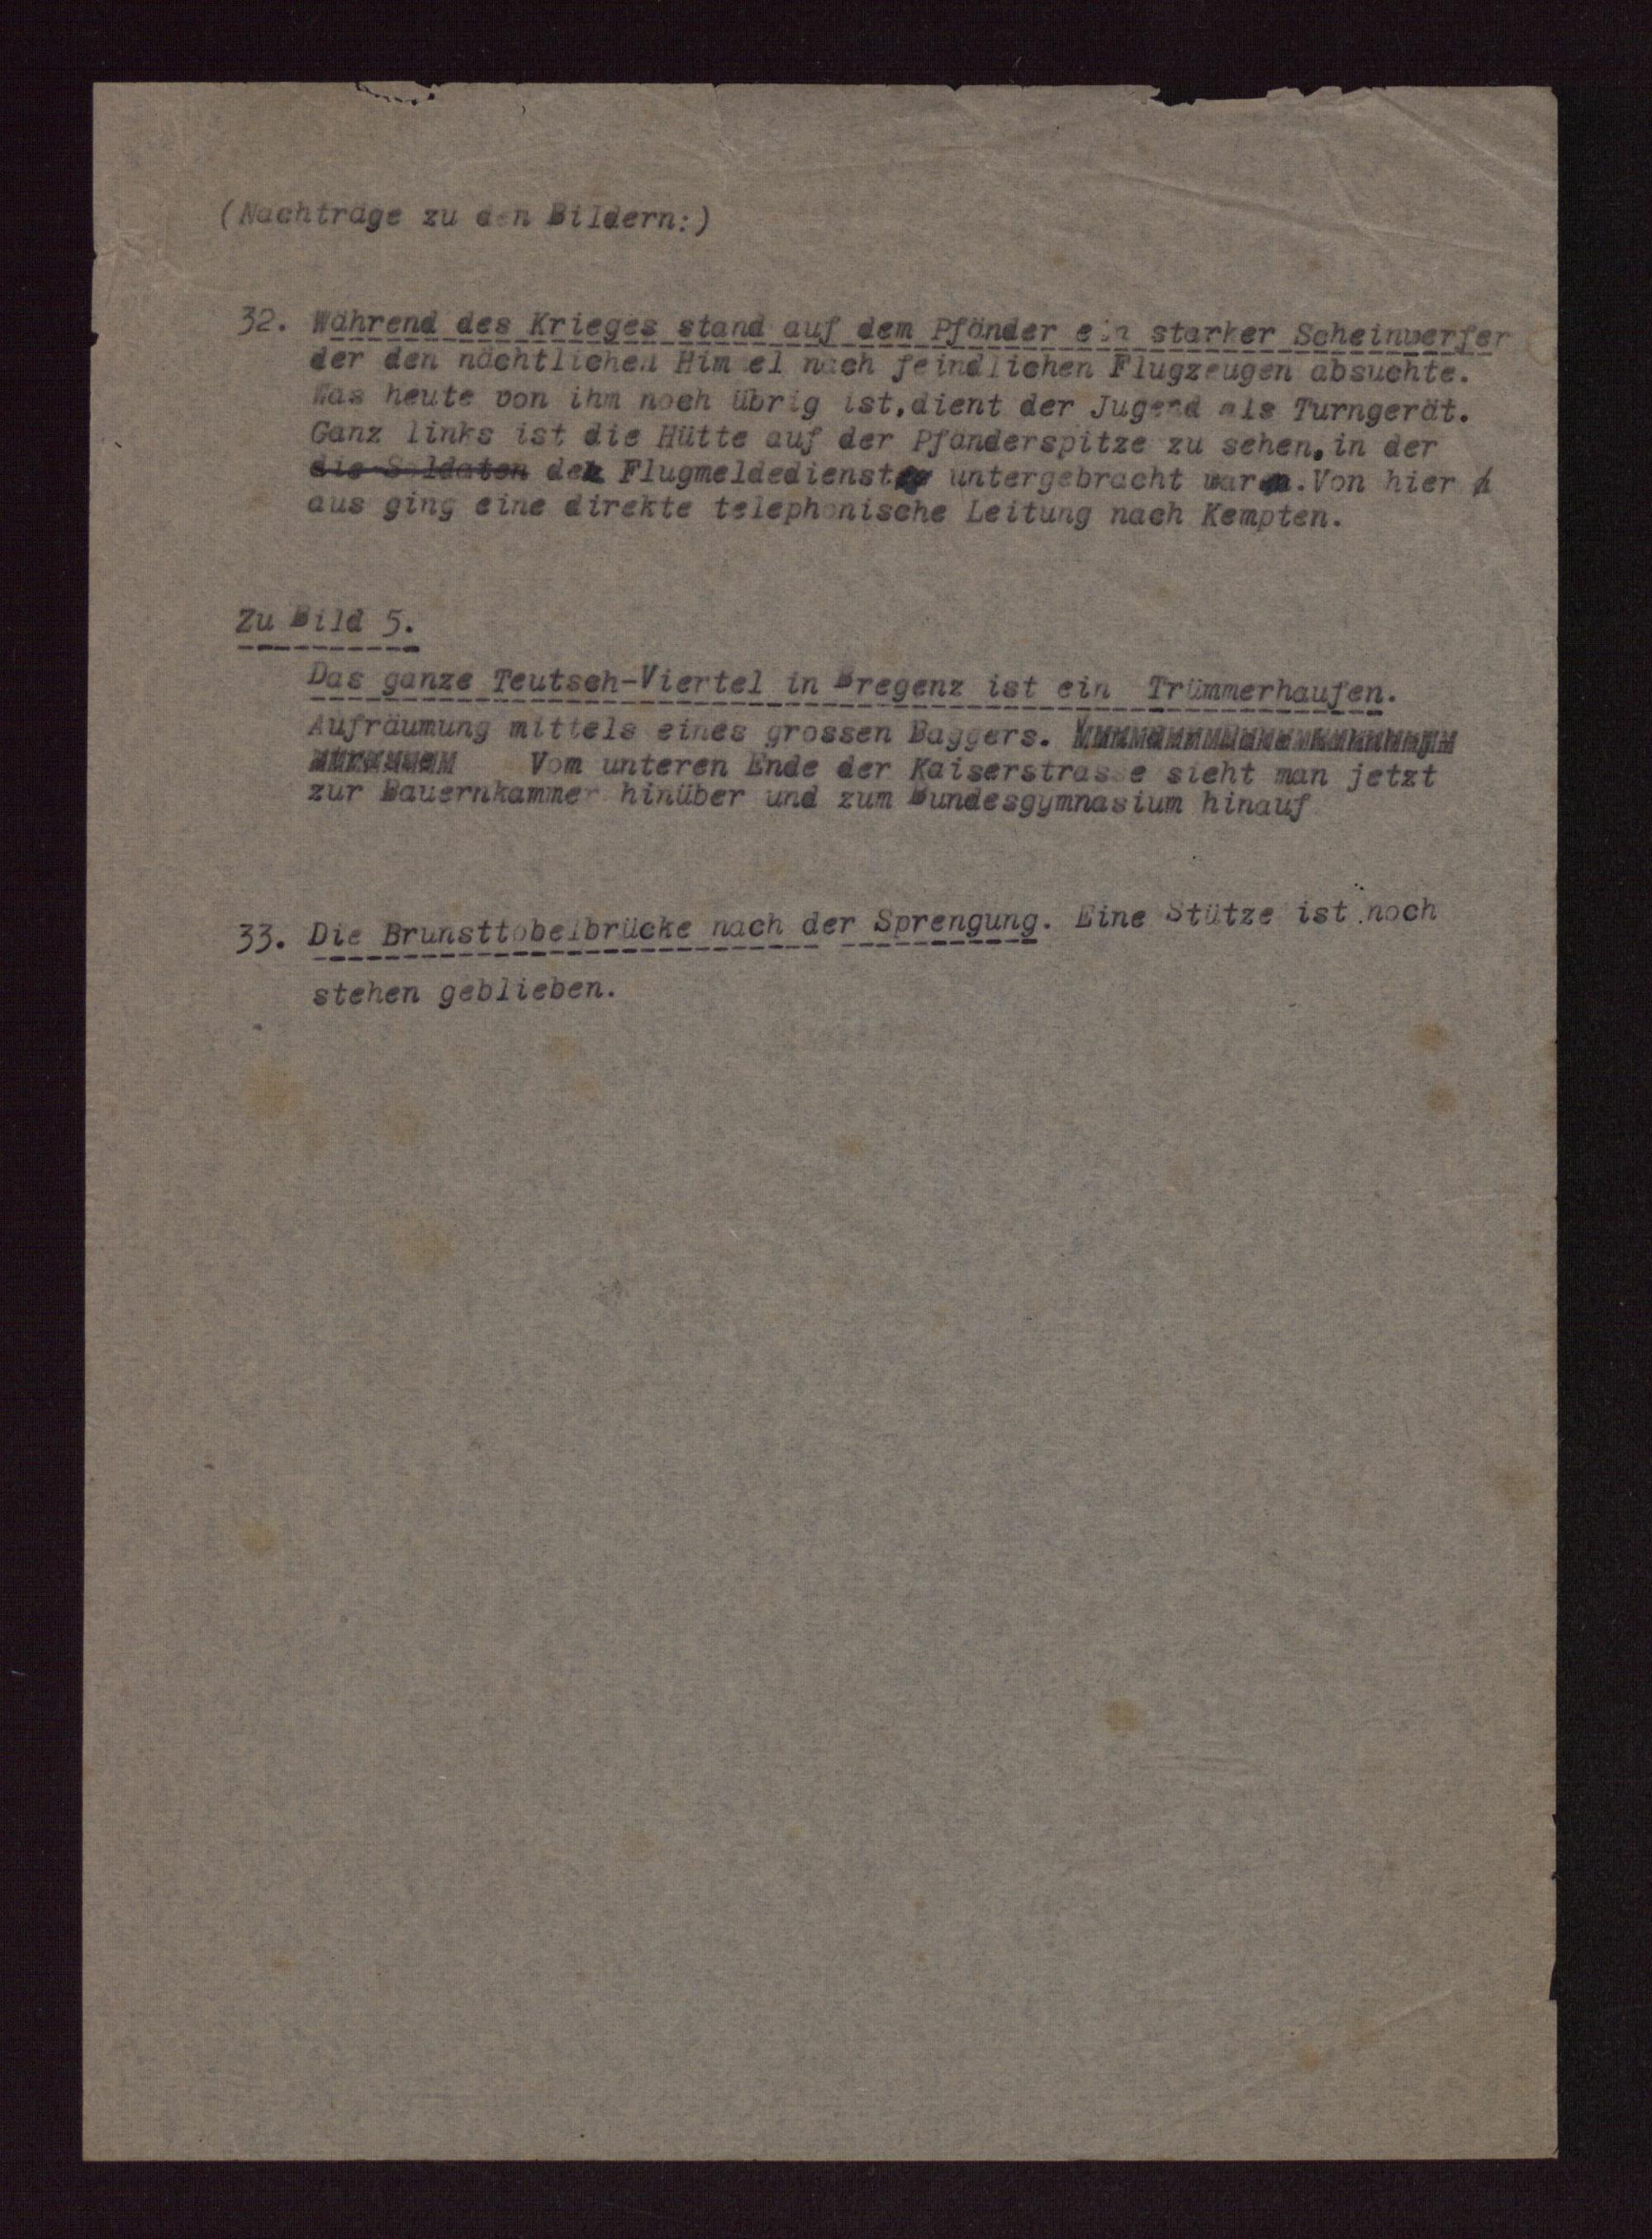 (Nachträge zu den Bildern:)
32. Während des Krieges stand auf dem Pfänder ein starker Scheinwerfer
der den nächtlichen Himmel nach feindlichen Flugzeugen absuchte.
Was heute von ihm noch übrig ist,dient der Jugend als Turngerät.
Ganz links ist die Hütte auf der Pfänderspitze zu sehen,in der
die Soldaten der Flugmeldedienst untergebracht war.Von hier
aus ging eine direkte telephonische Leitung nach Kempten.
Zu Bild 5.
Das ganze Teutsch-Viertel in Bregenz ist ein Trümmerhaufen.
Aufräumung mittels eines grossen Baggers.
Vom unteren Ende der Kaiserstrasse sieht man jetzt
zur Bauernkammer hinüber und zum Bundesgymnasium hinauf
33. Die Brunsttobelbrücke nach der Sprengung. Eine Stütze ist noch
stehen geblieben.